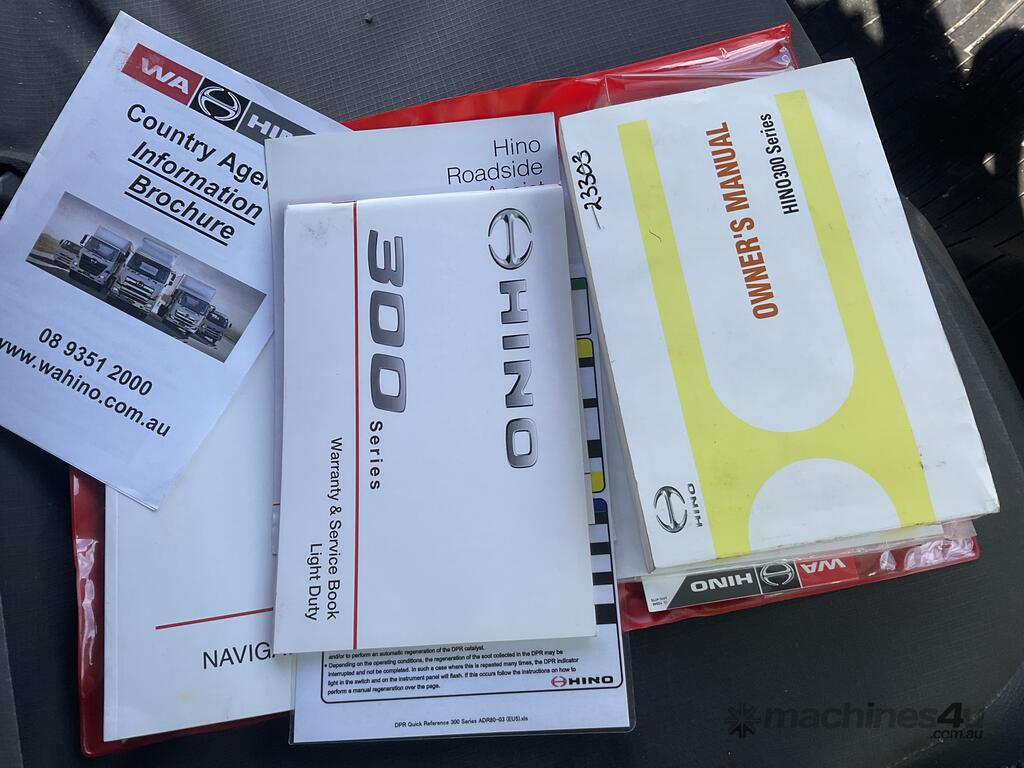 WA HINO
Country Agen
Information
Brochure
08 9351 2000
www.wahino.com.au
Hino
Roadside
Assist
HINO
300 Series
Warranty & Service Book
Light Duty
23303
OWNER'S MANUAL
HINO300 Series
HINO
WA HINO
NAVIGA
and/or to perform an automatic regeneration of the DPR catalyst.
• Depending on the operating conditions, the regeneration of the soot collected in the DPR may be
interrupted and not be completed. In such a case where this is repeated many times, the DPR indicator
light in the switch and on the instrument panel will flash. If this occurs follow the instructions on how to
perform a manual regeneration over the page.
HINO
DPR Quick Reference 300 Series ADR80-03 (EU5).xls
machines4u
.com.au